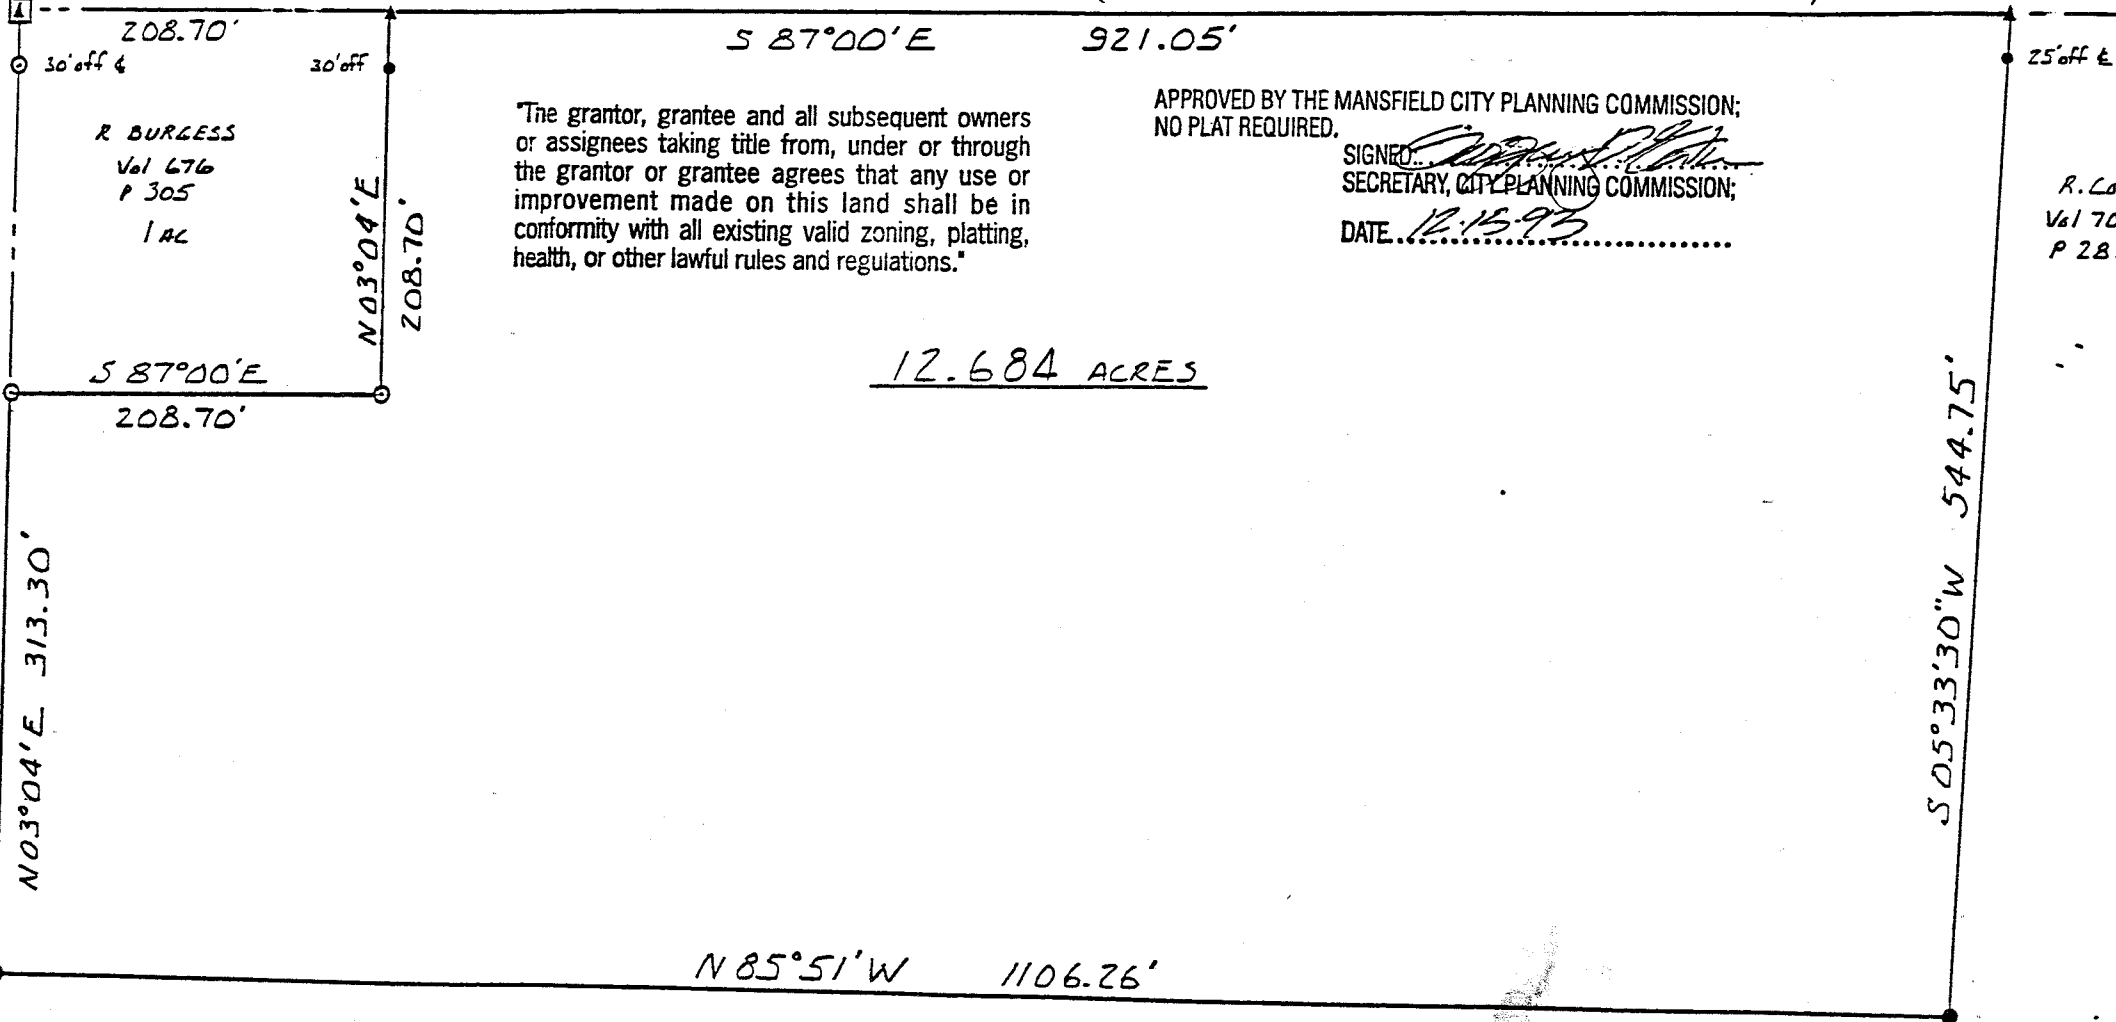 208.70'
S 87°00'E 921.05'
30'off ℄
30'off
25'off ℄
R BURGESS
Vol 676
P 305
1 AC
N03°04'E
208.70'
"The grantor, grantee and all subsequent owners
or assignees taking title from, under or through
the grantor or grantee agrees that any use or
improvement made on this land shall be in
conformity with all existing valid zoning, platting,
health, or other lawful rules and regulations."
APPROVED BY THE MANSFIELD CITY PLANNING COMMISSION;
NO PLAT REQUIRED.
SIGNED
SECRETARY, CITY PLANNING COMMISSION;
DATE 12-15-93
R. Co
Vol 70
P 28
S 87°00'E
208.70'
12.684 ACRES
N03°04'E 313.30'
S 05°33'30"W 544.75'
N 85°51'W 1106.26'